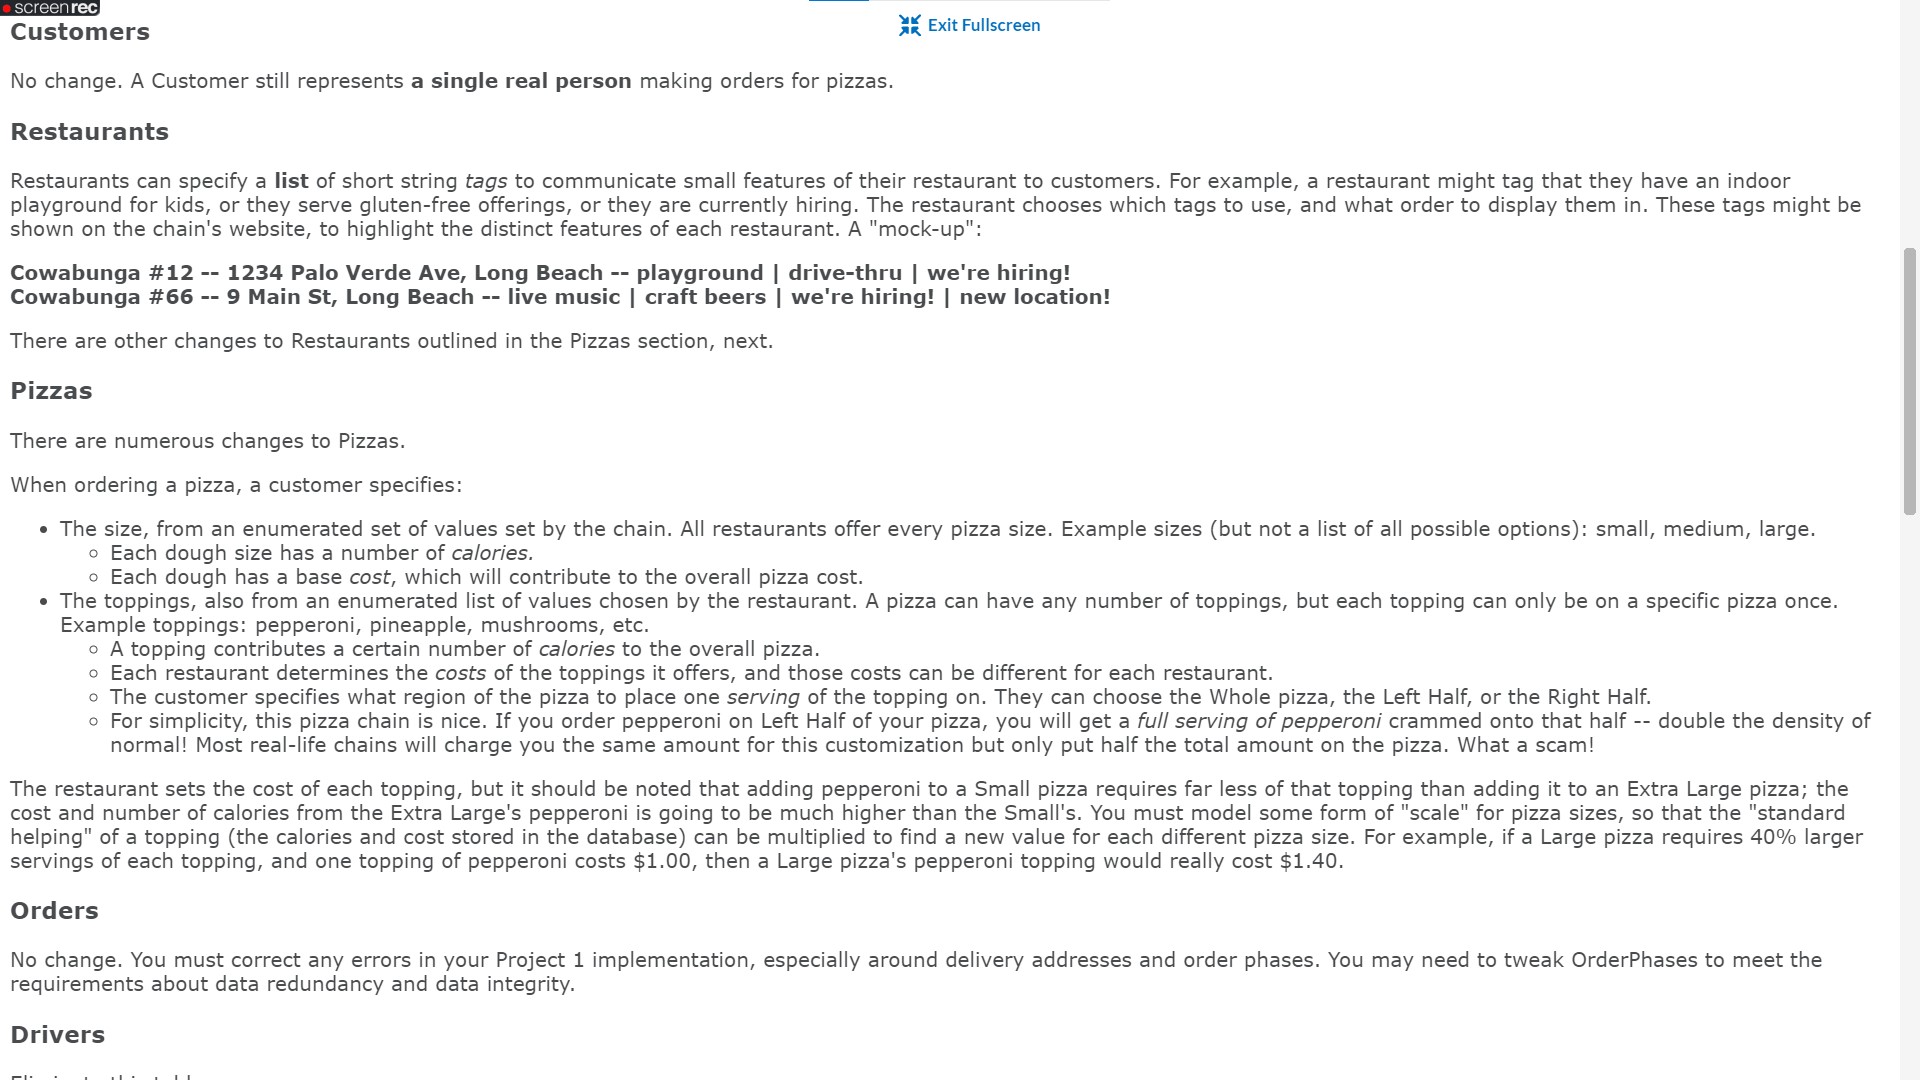 screenrec
Exit Fullscreen
Customers
No change. A Customer still represents a single real person making orders for pizzas.
Restaurants
Restaurants can specify a list of short string tags to communicate small features of their restaurant to customers. For example, a restaurant might tag that they have an indoor
playground for kids, or they serve gluten-free offerings, or they are currently hiring. The restaurant chooses which tags to use, and what order to display them in. These tags might be
shown on the chain's website, to highlight the distinct features of each restaurant. A "mock-up":
Cowabunga #12 -- 1234 Palo Verde Ave, Long Beach -- playground | drive-thru | we're hiring!
Cowabunga #66 -- 9 Main St, Long Beach -- live music | craft beers | we're hiring! | new location!
There are other changes to Restaurants outlined in the Pizzas section, next.
Pizzas
There are numerous changes to Pizzas.
When ordering a pizza, a customer specifies:
• The size, from an enumerated set of values set by the chain. All restaurants offer every pizza size. Example sizes (but not a list of all possible options): small, medium, large.
◦ Each dough size has a number of calories.
◦ Each dough has a base cost, which will contribute to the overall pizza cost.
• The toppings, also from an enumerated list of values chosen by the restaurant. A pizza can have any number of toppings, but each topping can only be on a specific pizza once.
Example toppings: pepperoni, pineapple, mushrooms, etc.
◦ A topping contributes a certain number of calories to the overall pizza.
◦ Each restaurant determines the costs of the toppings it offers, and those costs can be different for each restaurant.
◦ The customer specifies what region of the pizza to place one serving of the topping on. They can choose the Whole pizza, the Left Half, or the Right Half.
◦ For simplicity, this pizza chain is nice. If you order pepperoni on Left Half of your pizza, you will get a full serving of pepperoni crammed onto that half -- double the density of
normal! Most real-life chains will charge you the same amount for this customization but only put half the total amount on the pizza. What a scam!
The restaurant sets the cost of each topping, but it should be noted that adding pepperoni to a Small pizza requires far less of that topping than adding it to an Extra Large pizza; the
cost and number of calories from the Extra Large's pepperoni is going to be much higher than the Small's. You must model some form of "scale" for pizza sizes, so that the "standard
helping" of a topping (the calories and cost stored in the database) can be multiplied to find a new value for each different pizza size. For example, if a Large pizza requires 40% larger
servings of each topping, and one topping of pepperoni costs $1.00, then a Large pizza's pepperoni topping would really cost $1.40.
Orders
No change. You must correct any errors in your Project 1 implementation, especially around delivery addresses and order phases. You may need to tweak OrderPhases to meet the
requirements about data redundancy and data integrity.
Drivers